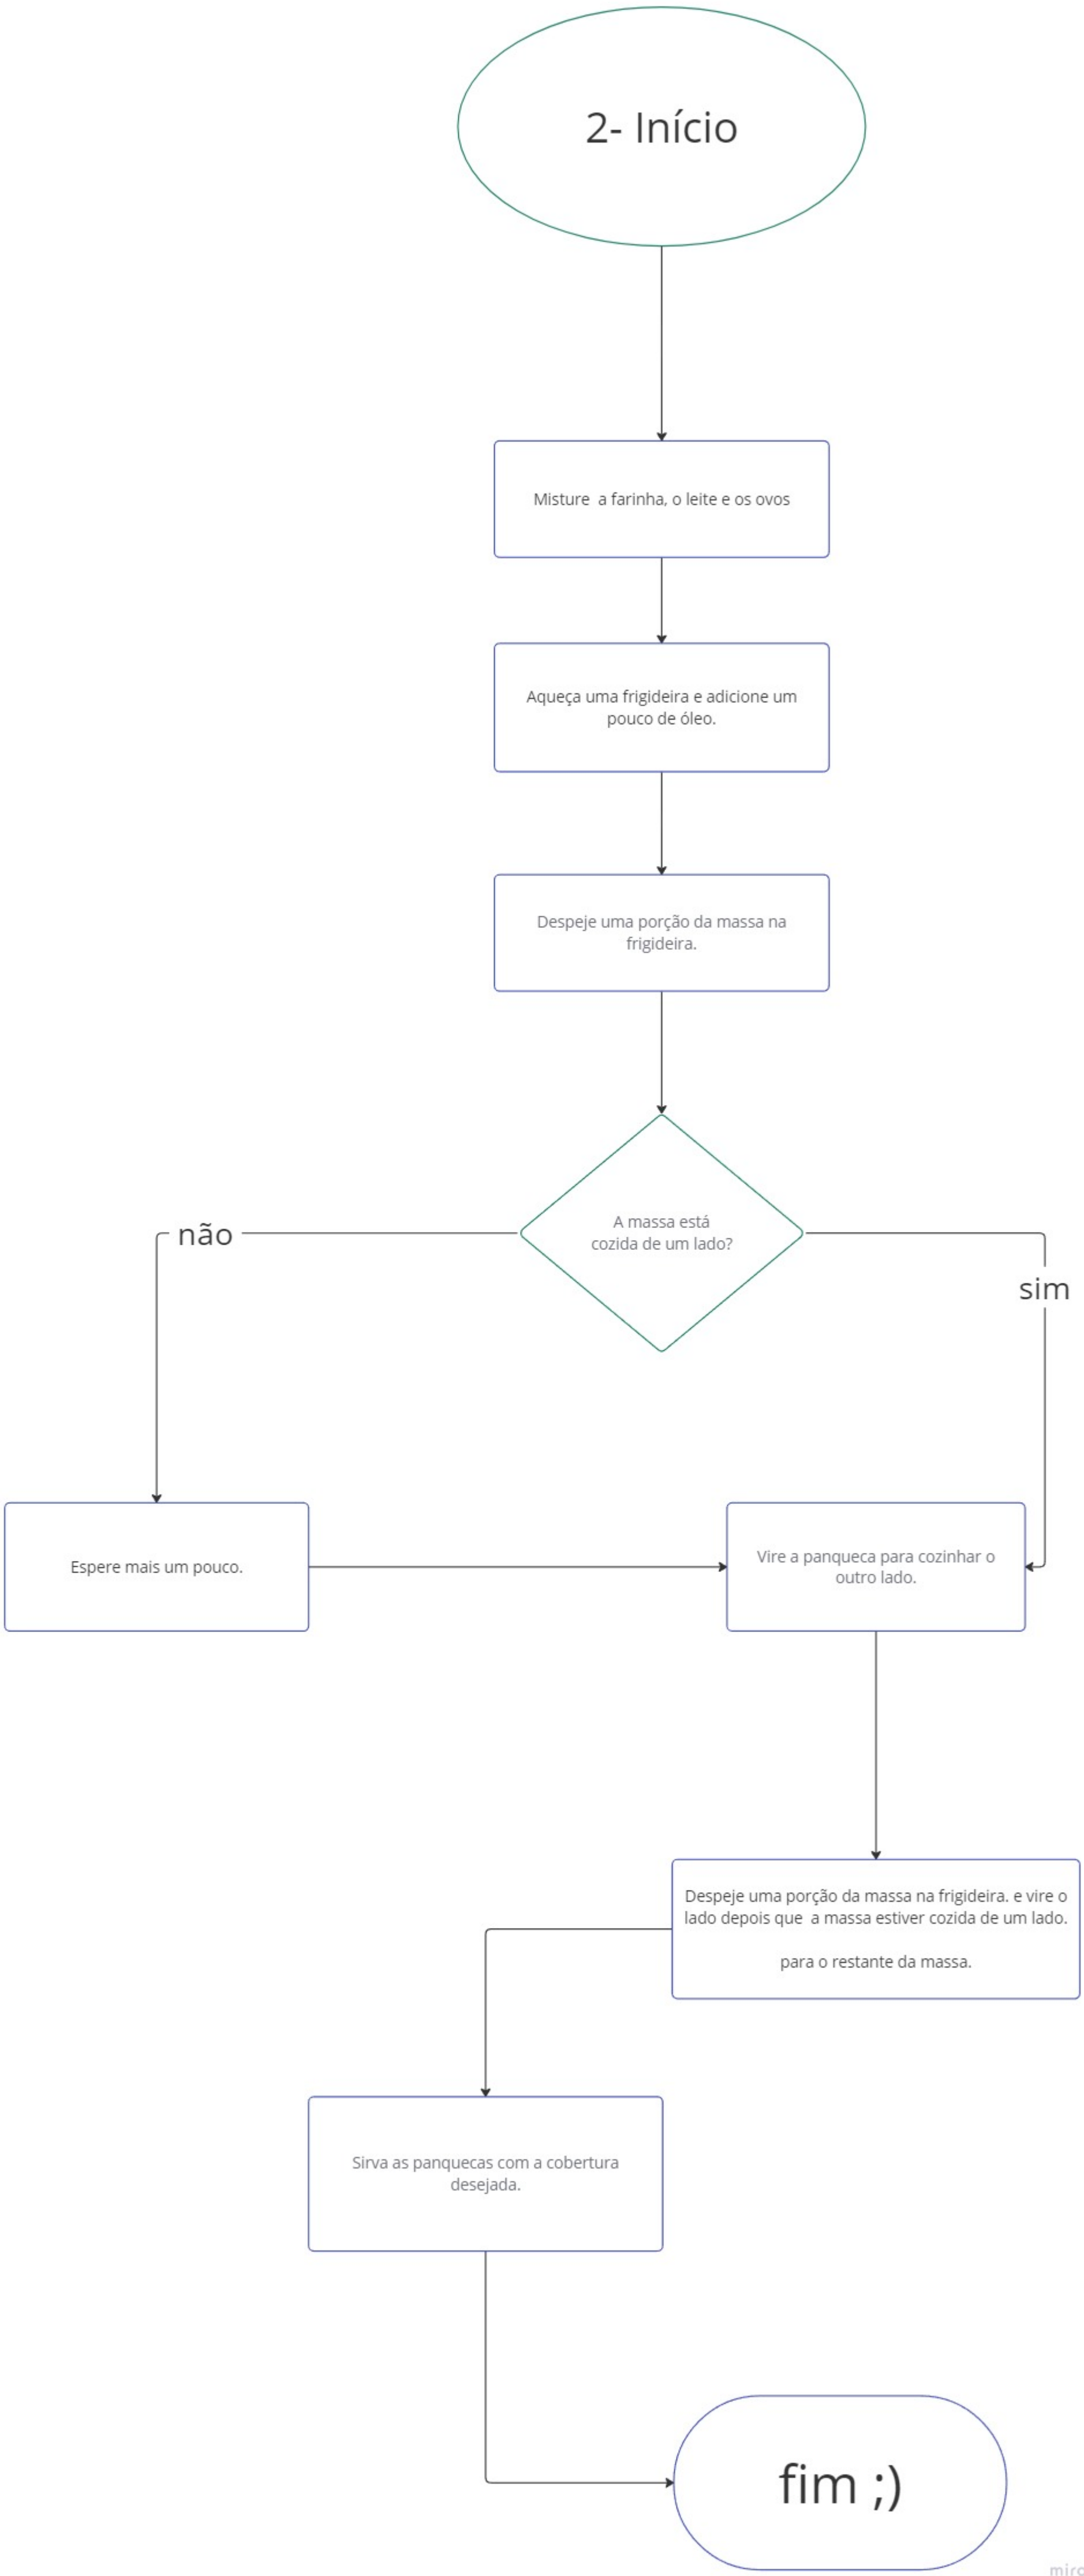 2- Início
Misture  a farinha, o leite e os ovos
Aqueça uma frigideira e adicione um
pouco de óleo.
Despeje uma porção da massa na
frigideira.
A massa está
cozida de um lado?
não
sim
Espere mais um pouco.
Vire a panqueca para cozinhar o
outro lado.
Despeje uma porção da massa na frigideira. e vire o
lado depois que  a massa estiver cozida de um lado.
para o restante da massa.
Sirva as panquecas com a cobertura
desejada.
fim ;)
miro